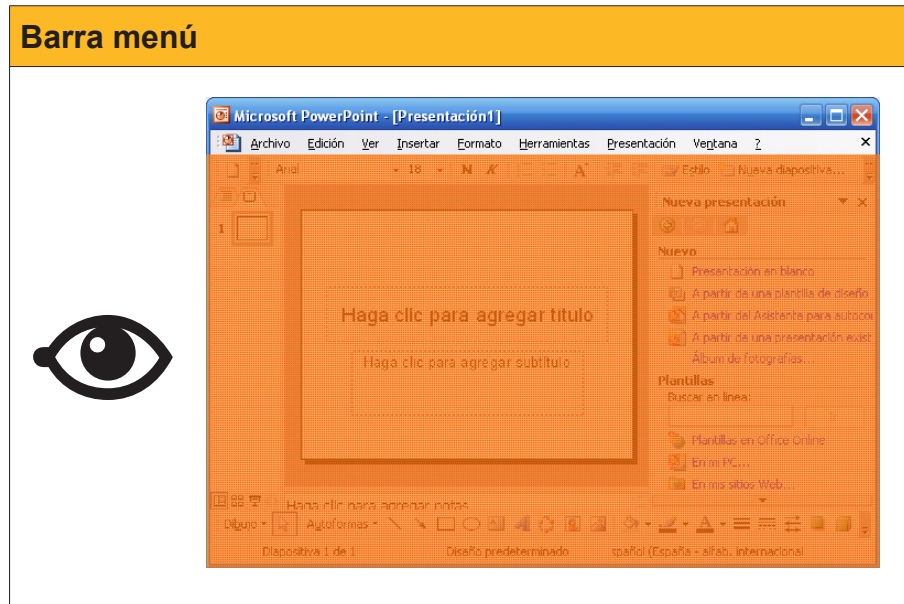 Barra menú
Microsoft PowerPoint - [Presentación1]
Archivo Edición Ver Insertar Formato Herramientas Presentación Ventana ?
Arial 18 N K A Estilo Nueva diapositiva...
Nueva presentación
1
Nuevo
Presentación en blanco
A partir de una plantilla de diseño
A partir del Asistente para autocon
A partir de una presentación exist
Álbum de fotografías...
Haga clic para agregar título
Haga clic para agregar subtítulo
Plantillas
Buscar en línea:
Plantillas en Office Online
En mi PC...
En mis sitios Web...
Haga clic para agregar notas
Dibujo Autoformas
Diapositiva 1 de 1 Diseño predeterminado spañol (España - alfab. internacional